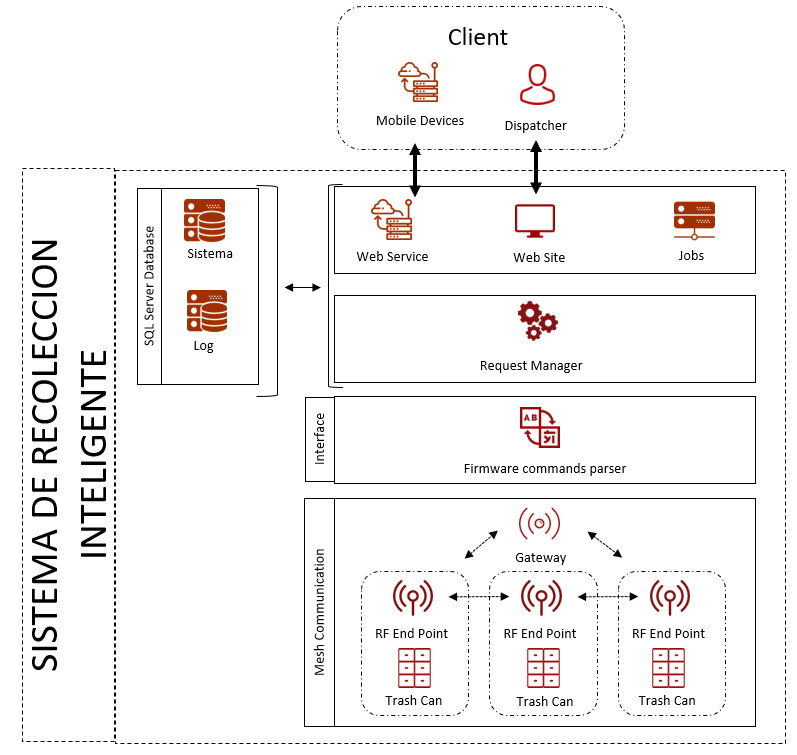 Client
Mobile Devices
Dispatcher
SISTEMA DE RECOLECCION
INTELIGENTE
SQL Server Database
Sistema
Log
Web Service
Web Site
Jobs
Request Manager
Interface
AB
Firmware commands parser
Mesh Communication
Gateway
RF End Point
RF End Point
RF End Point
Trash Can
Trash Can
Trash Can